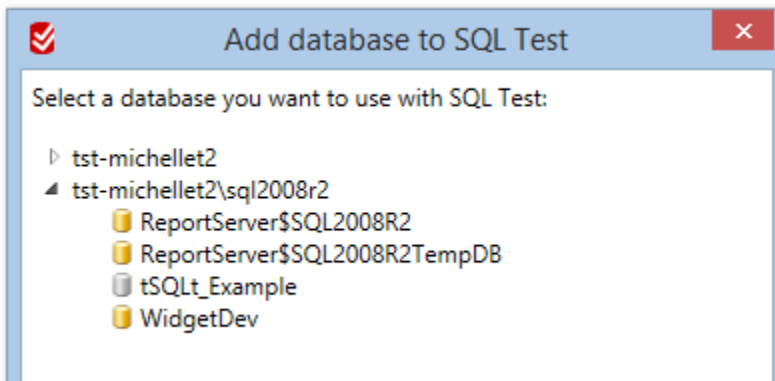 Add database to SQL Test
Select a database you want to use with SQL Test:
tst-michellet2
tst-michellet2\sql2008r2
ReportServer$SQL2008R2
ReportServer$SQL2008R2TempDB
tSQLt_Example
WidgetDev